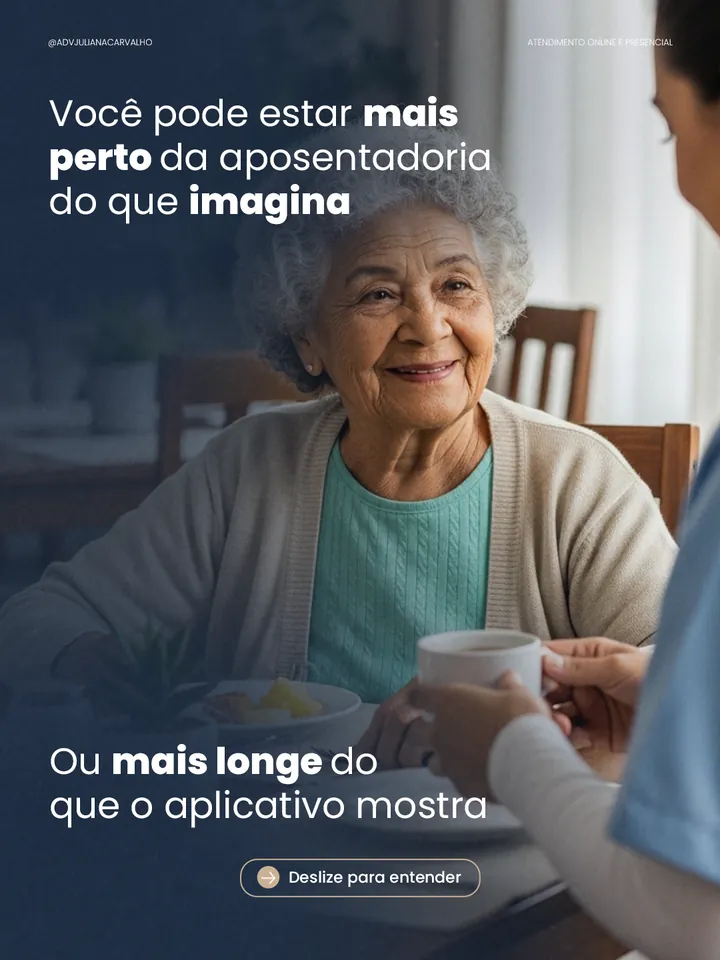 @ADVJULIANACARVALHO
ATENDIMENTO ONLINE E PRESENCIAL
Você pode estar mais
perto da aposentadoria
do que imagina
Ou mais longe do
que o aplicativo mostra
Deslize para entender